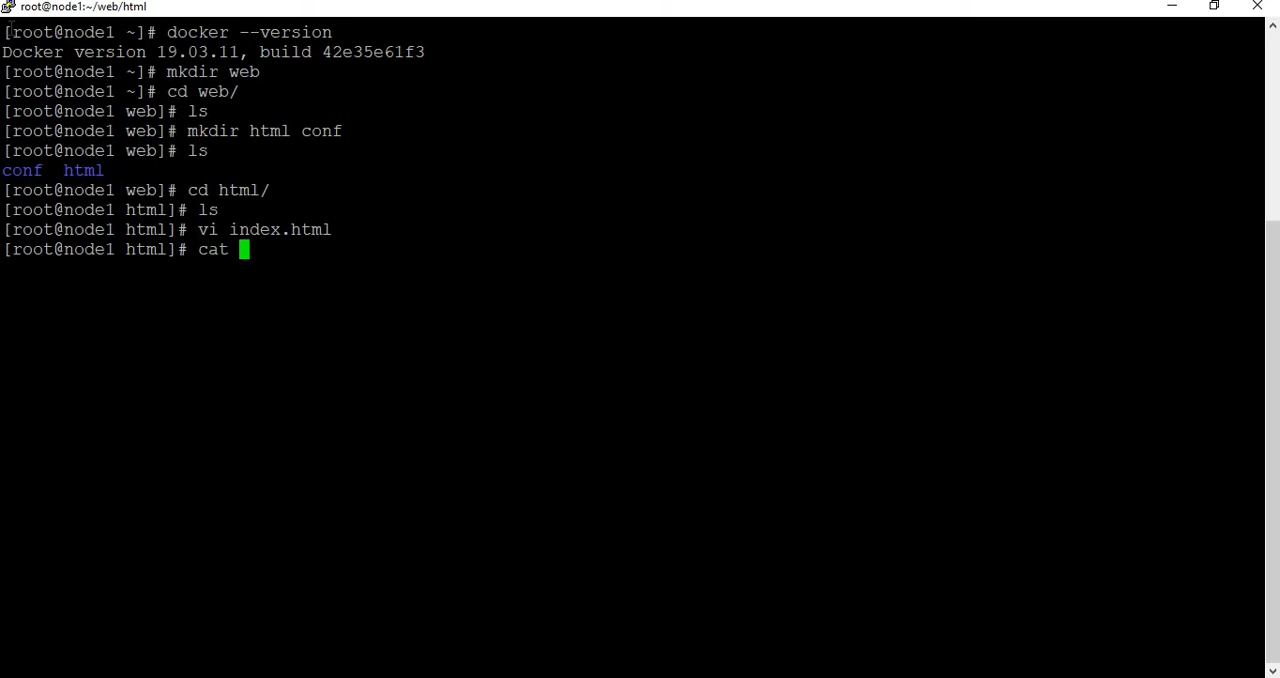 root@node1:~/web/html
[root@node1 ~]# docker --version
Docker version 19.03.11, build 42e35e61f3
[root@node1 ~]# mkdir web
[root@node1 ~]# cd web/
[root@node1 web]# ls
[root@node1 web]# mkdir html conf
[root@node1 web]# ls
conf  html
[root@node1 web]# cd html/
[root@node1 html]# ls
[root@node1 html]# vi index.html
[root@node1 html]# cat